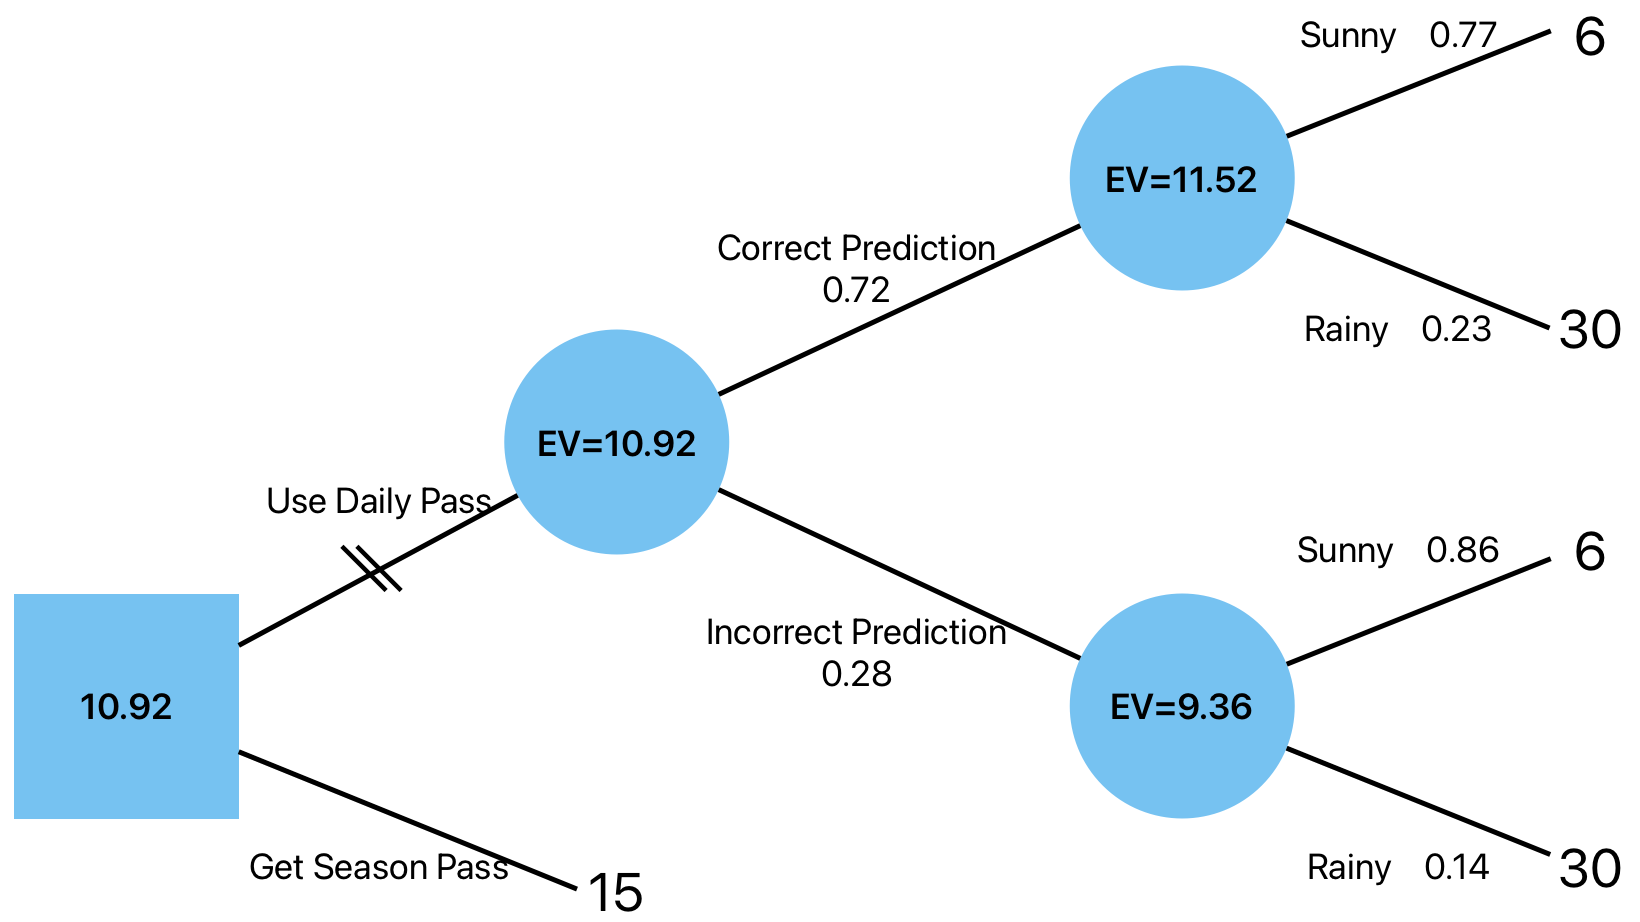 Sunny 0.77 6
EV=11.52
Correct Prediction
0.72
Rainy 0.23 30
EV=10.92
Use Daily Pass
Sunny 0.86 6
Incorrect Prediction
0.28
10.92
EV=9.36
Get Season Pass 15
Rainy 0.14 30